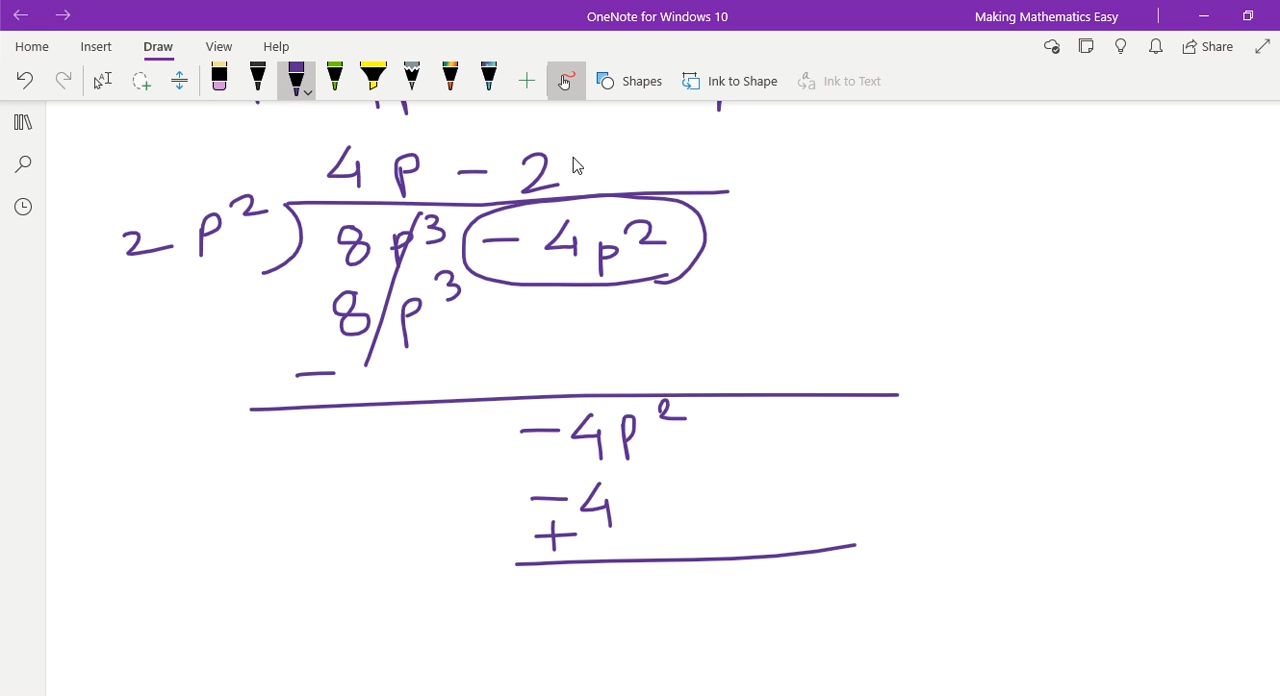 OneNote for Windows 10
Making Mathematics Easy
Home Insert Draw View Help
Share
Shapes
Ink to Shape
Ink to Text
4p - 2
2p² ) 8p³ - 4p²
8p³
-
-4p²
-4
+